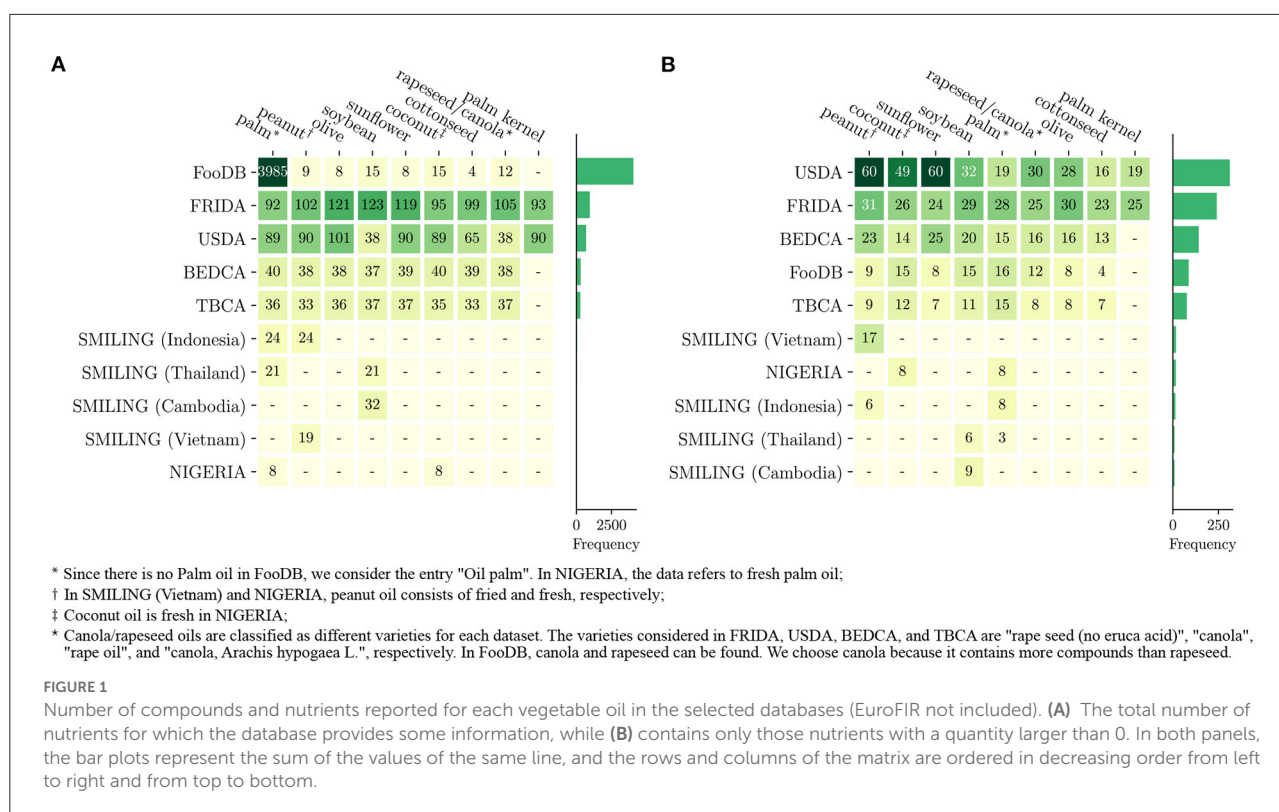 A
palm* peanut† olive soybean sunflower coconut‡ cottonseed rapeseed/canola* palm kernel
FooDB 3985 9 8 15 8 15 4 12 -
FRIDA 92 102 121 123 119 95 99 105 93
USDA 89 90 101 38 90 89 65 38 90
BEDCA 40 38 38 37 39 40 39 38 -
TBCA 36 33 36 37 37 35 33 37 -
SMILING (Indonesia) 24 24 - - - - - - -
SMILING (Thailand) 21 - - 21 - - - - -
SMILING (Cambodia) - - - 32 - - - - -
SMILING (Vietnam) - 19 - - - - - - -
NIGERIA 8 - - - - 8 - - -
0 2500
Frequency
B
peanut† coconut‡ sunflower soybean palm* rapeseed/canola* olive cottonseed palm kernel
USDA 60 49 60 32 19 30 28 16 19
FRIDA 31 26 24 29 28 25 30 23 25
BEDCA 23 14 25 20 15 16 16 13 -
FooDB 9 15 8 15 16 12 8 4 -
TBCA 9 12 7 11 15 8 8 7 -
SMILING (Vietnam) 17 - - - - - - - -
NIGERIA - 8 - - 8 - - - -
SMILING (Indonesia) 6 - - - 8 - - - -
SMILING (Thailand) - - - 6 3 - - - -
SMILING (Cambodia) - - - 9 - - - - -
0 250
Frequency
* Since there is no Palm oil in FooDB, we consider the entry "Oil palm". In NIGERIA, the data refers to fresh palm oil;
† In SMILING (Vietnam) and NIGERIA, peanut oil consists of fried and fresh, respectively;
‡ Coconut oil is fresh in NIGERIA;
* Canola/rapeseed oils are classified as different varieties for each dataset. The varieties considered in FRIDA, USDA, BEDCA, and TBCA are "rape seed (no eruca acid)", "canola",
"rape oil", and "canola, Arachis hypogaea L.", respectively. In FooDB, canola and rapeseed can be found. We choose canola because it contains more compounds than rapeseed.
FIGURE 1
Number of compounds and nutrients reported for each vegetable oil in the selected databases (EuroFIR not included). (A) The total number of
nutrients for which the database provides some information, while (B) contains only those nutrients with a quantity larger than 0. In both panels,
the bar plots represent the sum of the values of the same line, and the rows and columns of the matrix are ordered in decreasing order from left
to right and from top to bottom.